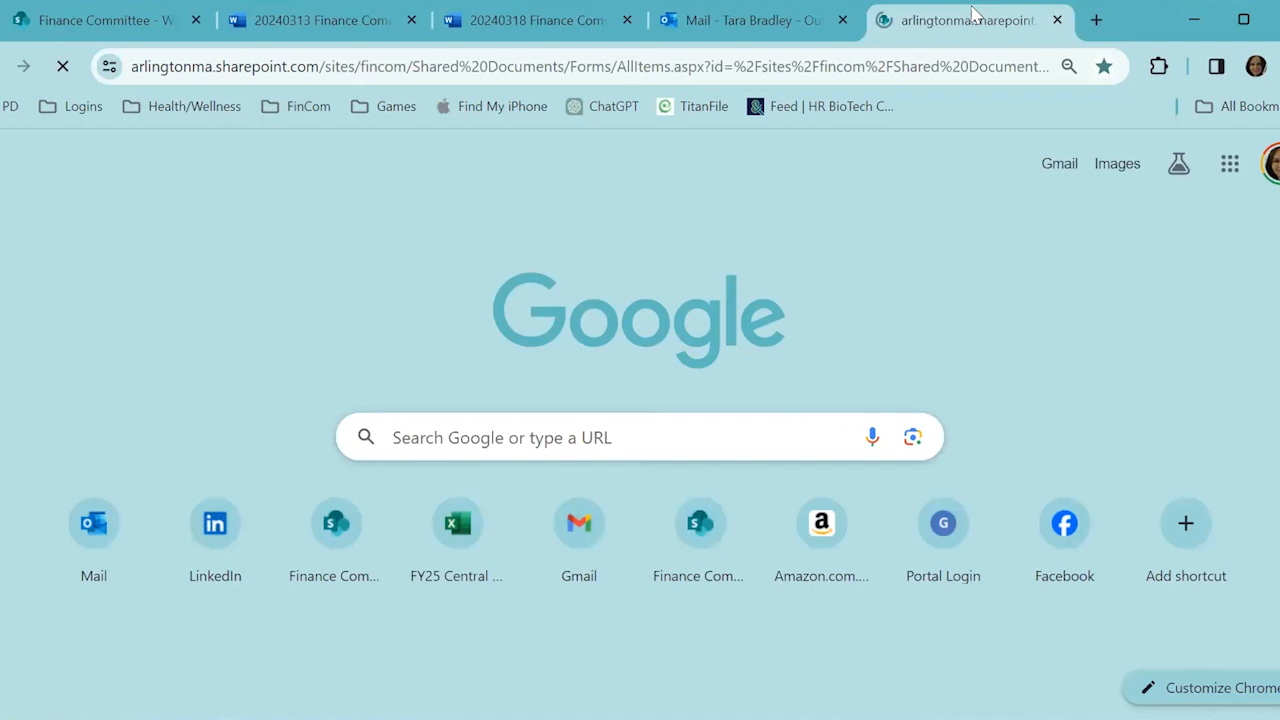 Finance Committee - W
20240313 Finance Com
20240318 Finance Com
Mail - Tara Bradley - Ou
arlingtonma.sharepoint.
arlingtonma.sharepoint.com/sites/fincom/Shared%20Documents/Forms/AllItems.aspx?id=%2Fsites%2Ffincom%2FShared%20Document...
PD
Logins
Health/Wellness
FinCom
Games
Find My iPhone
ChatGPT
TitanFile
Feed | HR BioTech C...
All Bookm
Gmail
Images
Google
Search Google or type a URL
Mail
LinkedIn
Finance Com...
FY25 Central ...
Gmail
Finance Com...
Amazon.com....
Portal Login
Facebook
Add shortcut
Customize Chrome